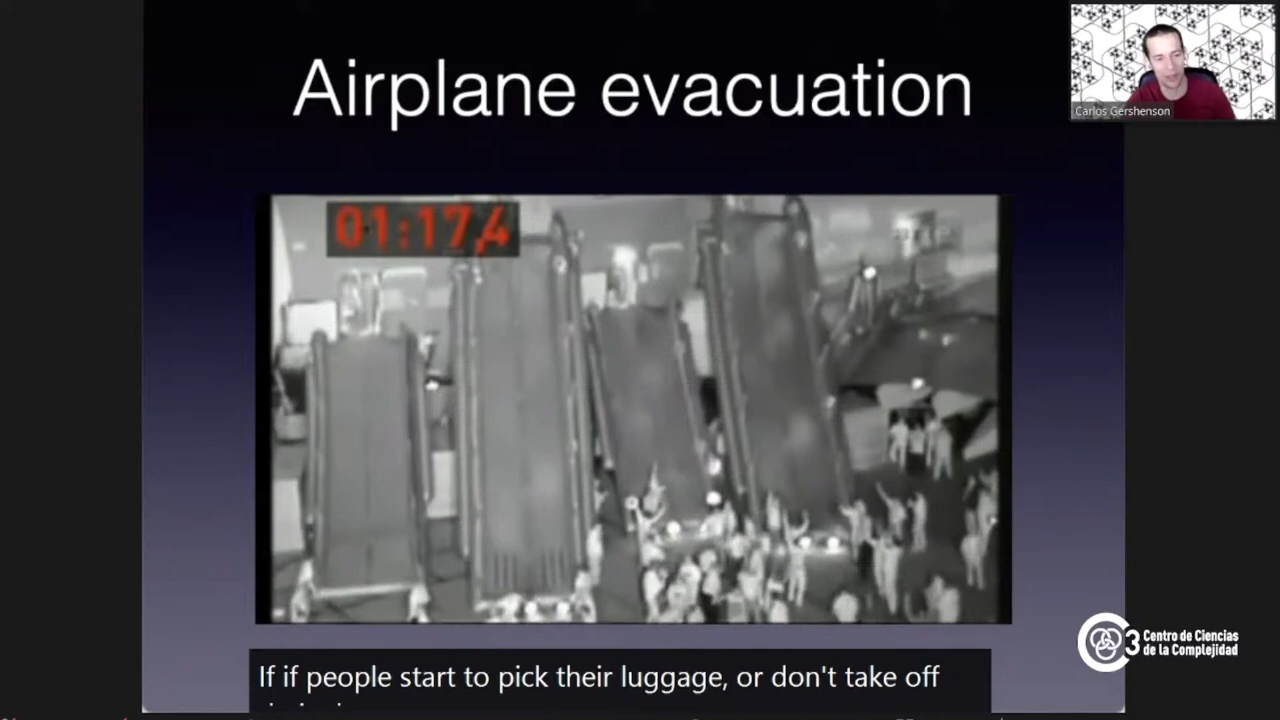 Airplane evacuation
Carlos Gershenson
01:17,4
C3 Centro de Ciencias
de la Complejidad
If if people start to pick their luggage, or don't take off